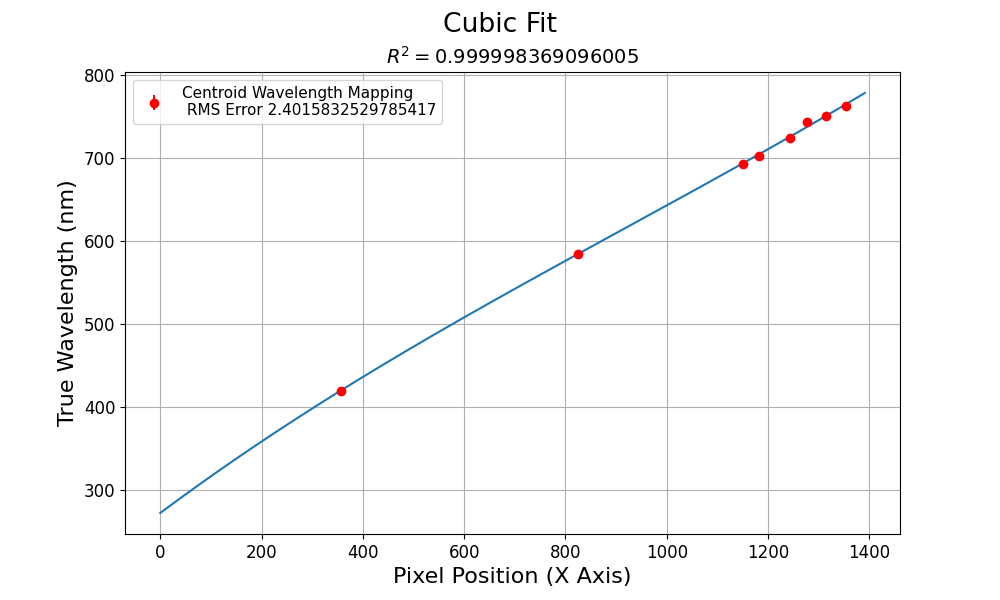 Cubic Fit
R² = 0.999998369096005
Centroid Wavelength Mapping
RMS Error 2.4015832529785417
800
700
600
500
400
300
True Wavelength (nm)
0 200 400 600 800 1000 1200 1400
Pixel Position (X Axis)